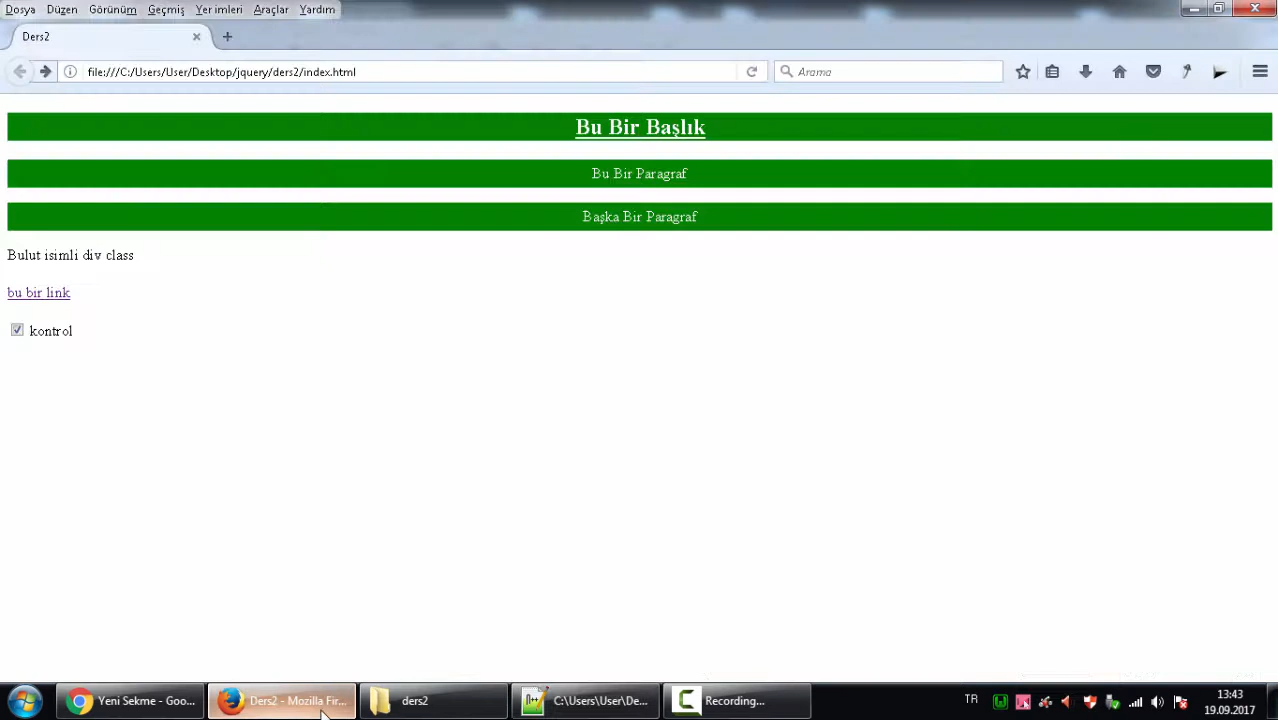 Dosya Düzen Görünüm Geçmiş Yer imleri Araçlar Yardım
Ders2
file:///C:/Users/User/Desktop/jquery/ders2/index.html
Arama
Bu Bir Başlık
Bu Bir Paragraf
Başka Bir Paragraf
Bulut isimli div class
bu bir link
kontrol
Yeni Sekme - Goo...
Ders2 - Mozilla Fir...
ders2
C:\Users\User\De...
Recording...
TR
13:43
19.09.2017